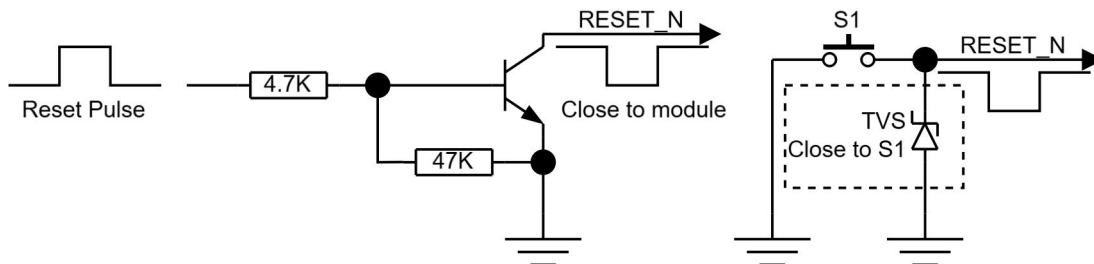 RESET_N
S1
RESET_N
4.7K
Reset Pulse
Close to module
TVS
Close to S1
47K